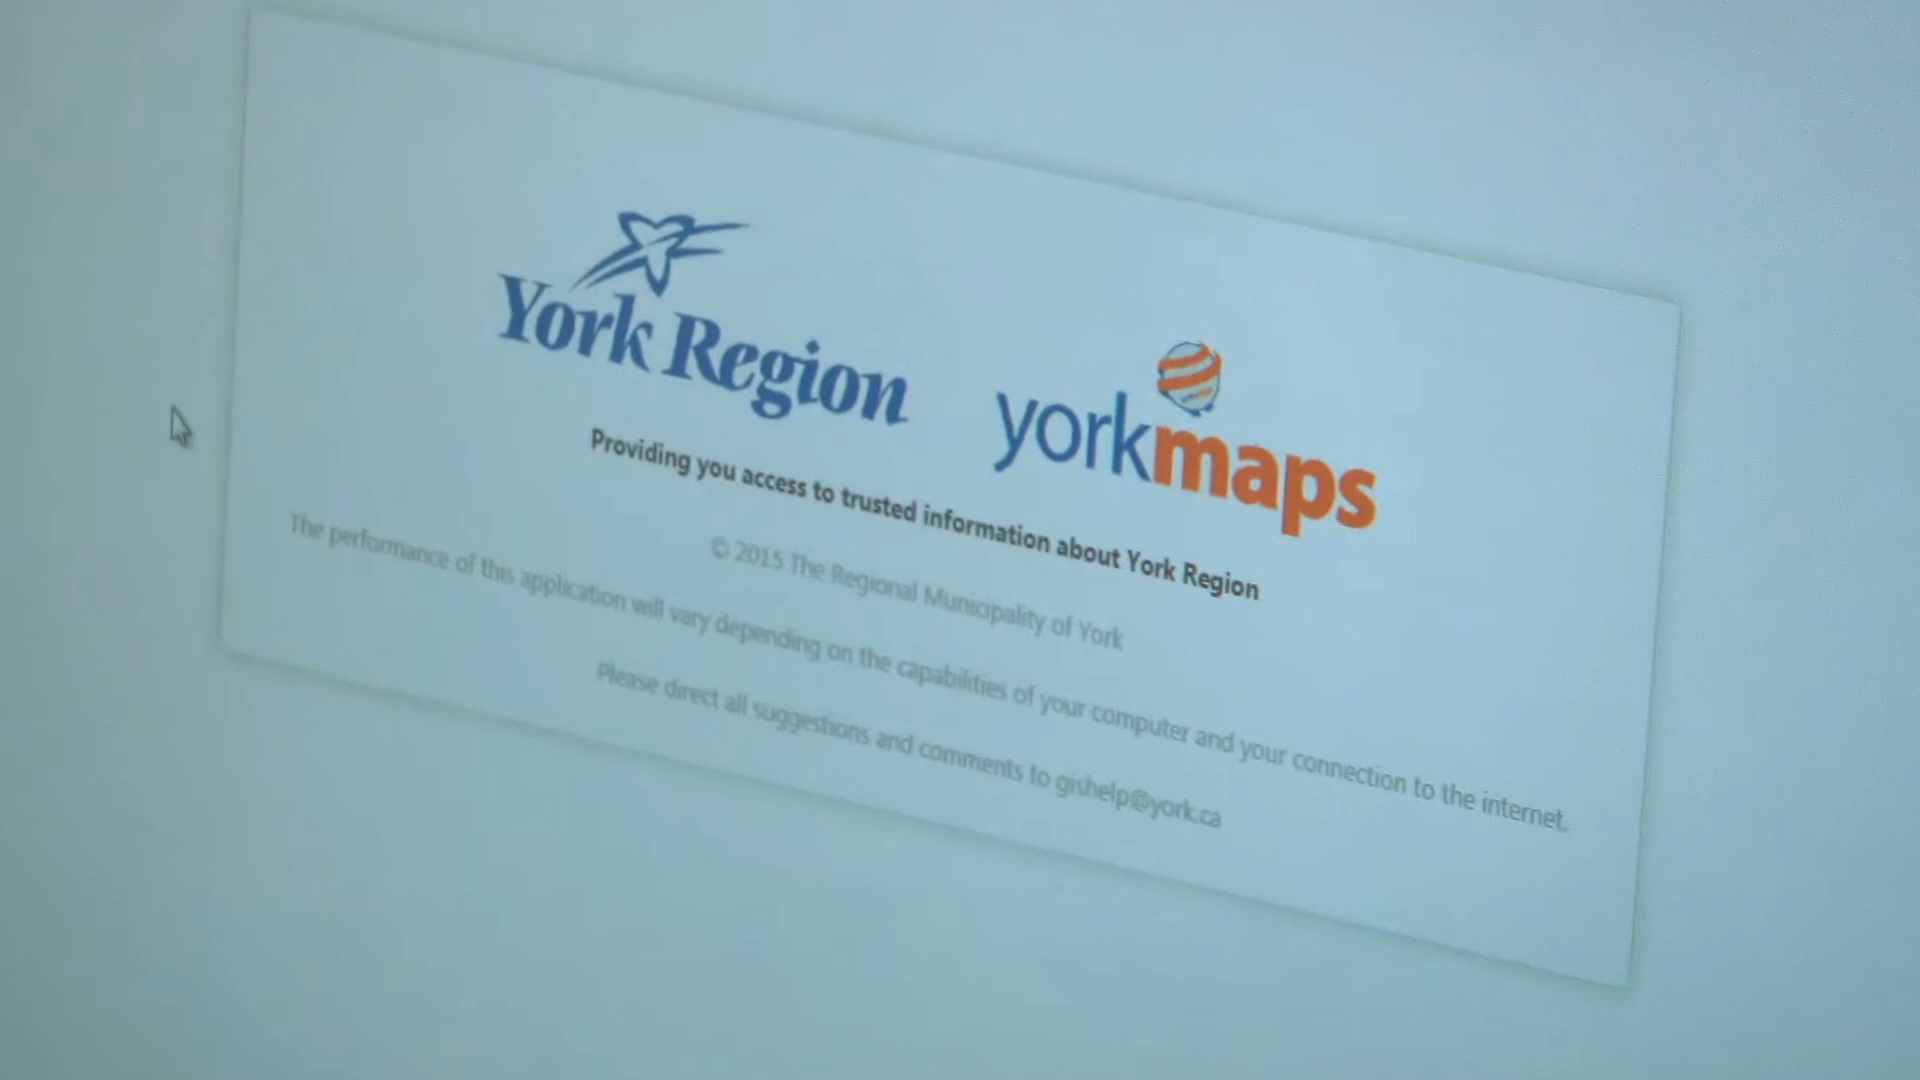 York Region
yorkmaps
Providing you access to trusted information about York Region
© 2015 The Regional Municipality of York
The performance of this application will vary depending on the capabilities of your computer and your connection to the internet.
Please direct all suggestions and comments to gishelp@york.ca